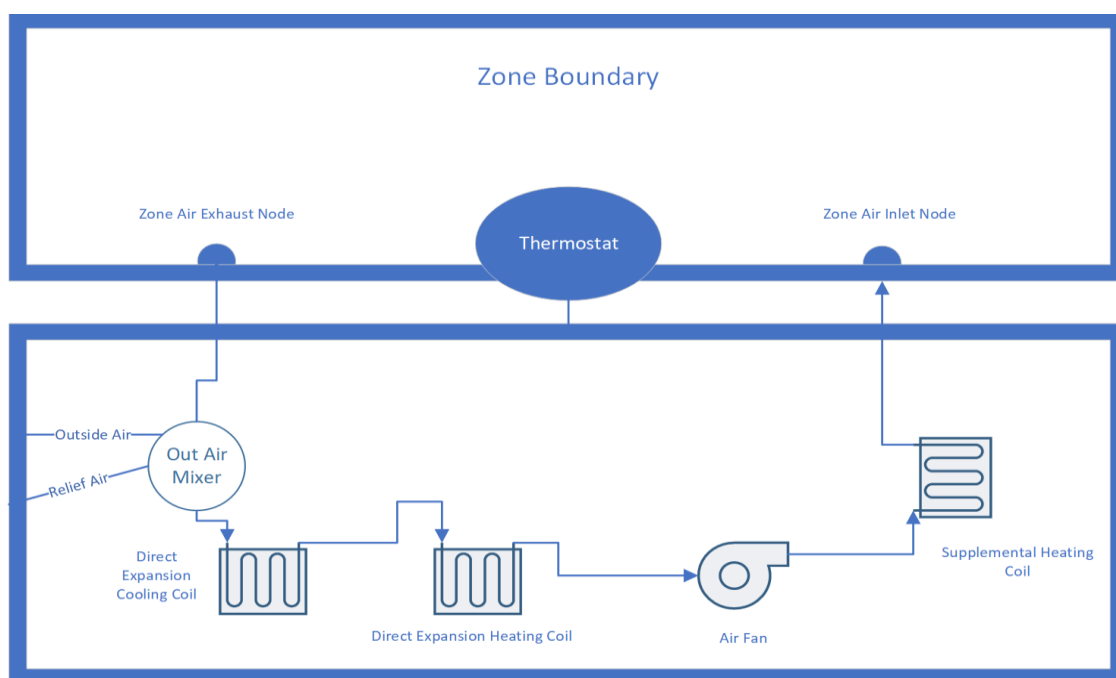 Zone Boundary
Zone Air Exhaust Node
Thermostat
Zone Air Inlet Node
Outside Air
Out Air
Mixer
Relief Air
Direct
Expansion
Cooling Coil
Direct Expansion Heating Coil
Air Fan
Supplemental Heating
Coil